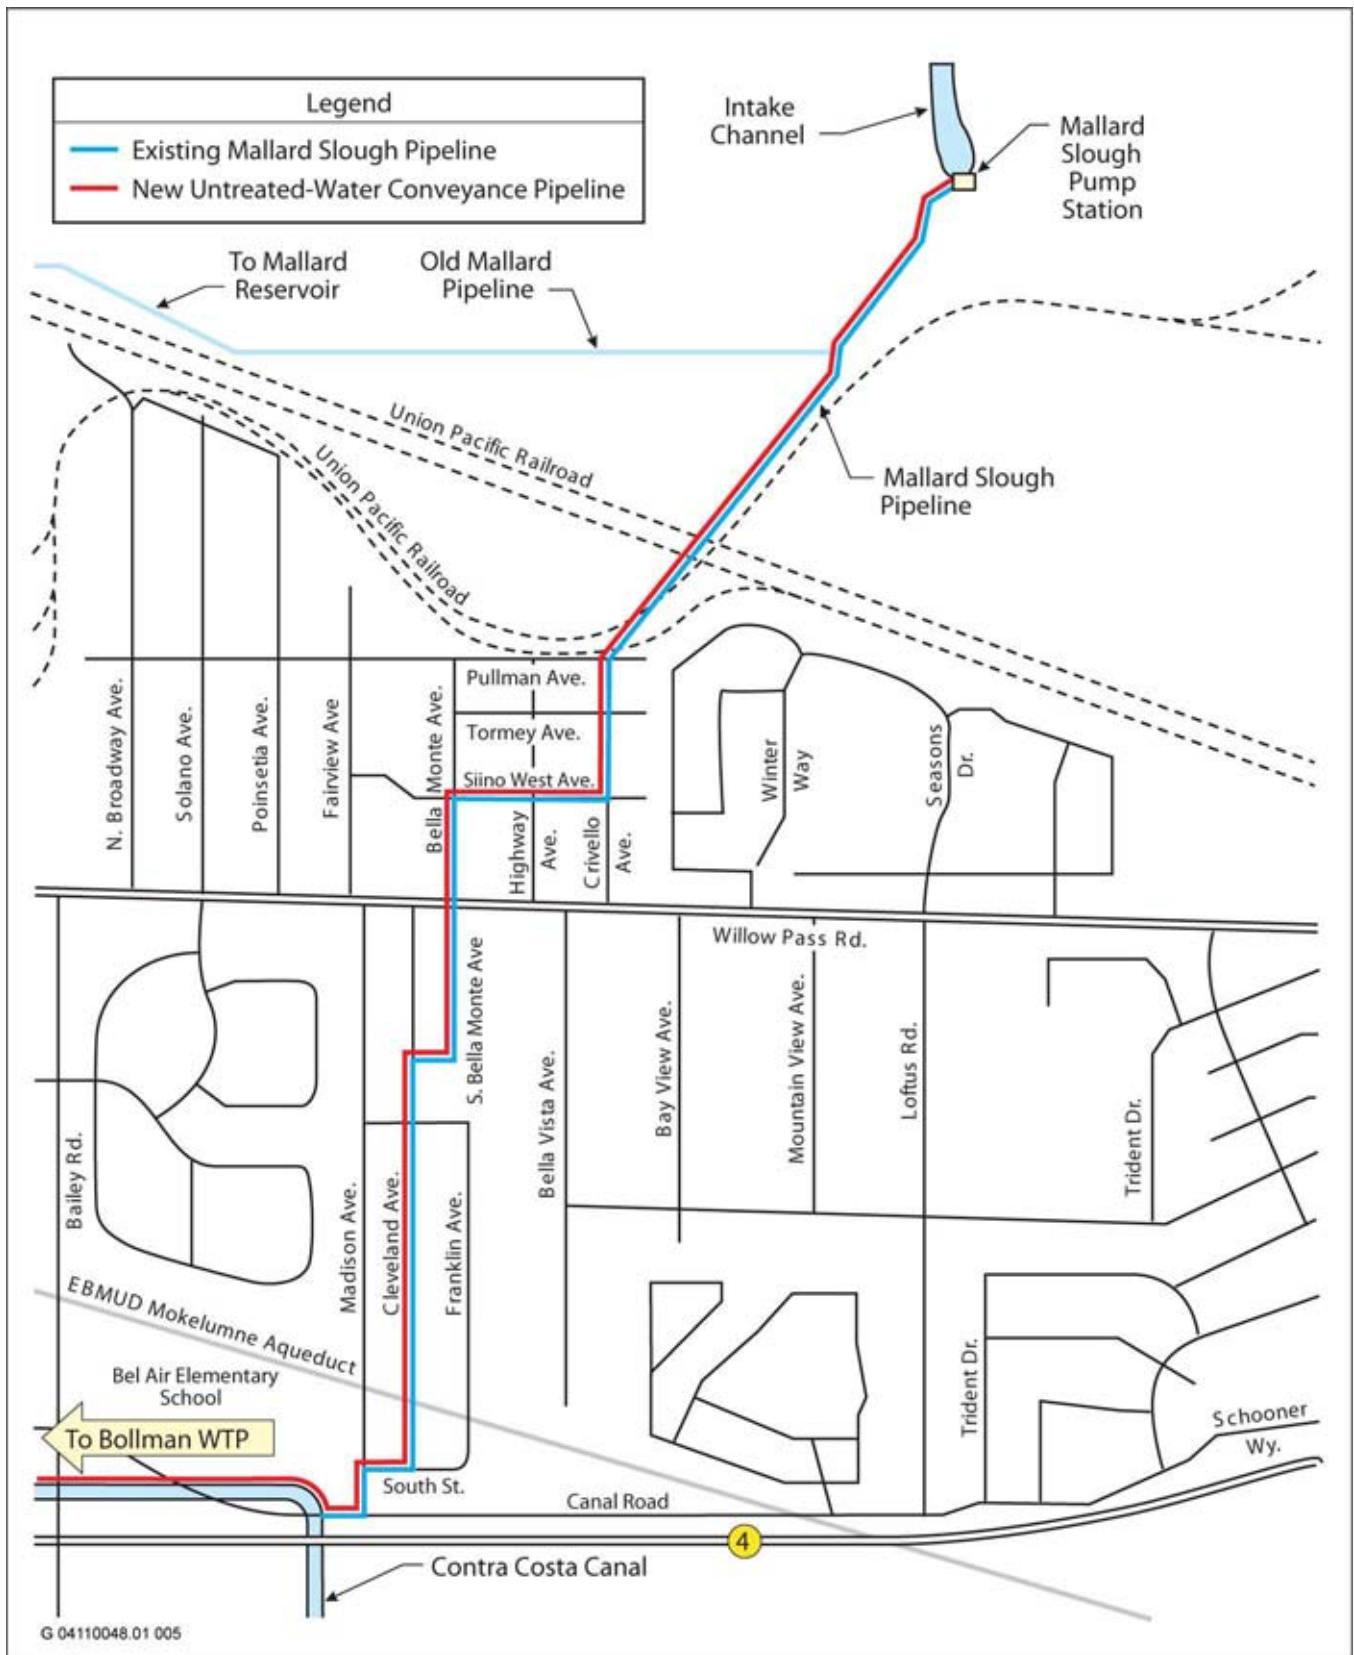 Legend
Existing Mallard Slough Pipeline
New Untreated-Water Conveyance Pipeline
Intake
Channel
Mallard
Slough
Pump
Station
To Mallard
Reservoir
Old Mallard
Pipeline
Union Pacific Railroad
Union Pacific Railroad
Mallard Slough
Pipeline
N. Broadway Ave.
Solano Ave.
Poinsetia Ave.
Fairview Ave
Bella Monte Ave.
Pullman Ave.
Tormey Ave.
Siino West Ave.
Highway
Ave.
Crivello
Ave.
Winter
Way
Seasons
Dr.
Willow Pass Rd.
Bailey Rd.
Madison Ave.
Cleveland Ave.
Franklin Ave.
S. Bella Monte Ave
Bella Vista Ave.
Bay View Ave.
Mountain View Ave.
Loftus Rd.
Trident Dr.
EBMUD Mokelumne Aqueduct
Bel Air Elementary
School
To Bollman WTP
South St.
Canal Road
Trident Dr.
Schooner
Wy.
4
Contra Costa Canal
G 04110048.01 005